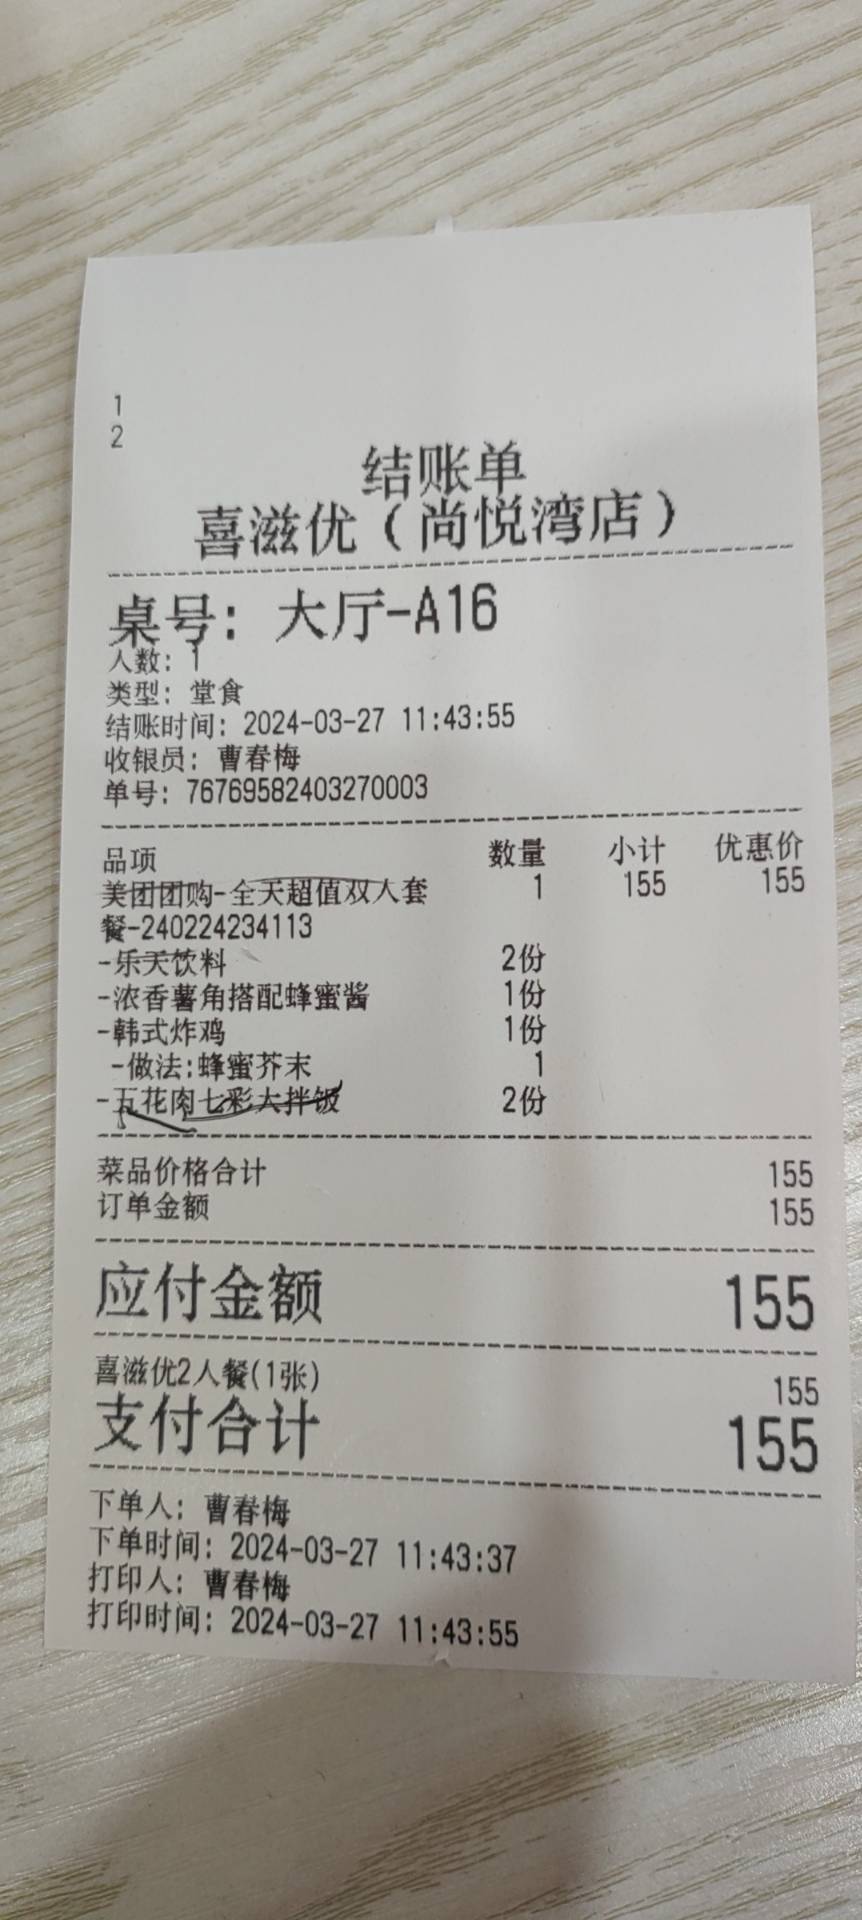 1
2
结账单
喜滋优（尚悦湾店）
桌号: 大厅-A16
人数: 1
类型: 堂食
结账时间: 2024-03-27 11:43:55
收银员: 曹春梅
单号: 76769582403270003
品项 数量 小计 优惠价
美团团购-全天超值双人套 1 155 155
餐-240224234113
-乐天饮料 2份
-浓香薯角搭配蜂蜜酱 1份
-韩式炸鸡 1份
-做法:蜂蜜芥末 1
-五花肉七彩大拌饭 2份
菜品价格合计 155
订单金额 155
应付金额 155
喜滋优2人餐(1张) 155
支付合计 155
下单人: 曹春梅
下单时间: 2024-03-27 11:43:37
打印人: 曹春梅
打印时间: 2024-03-27 11:43:55